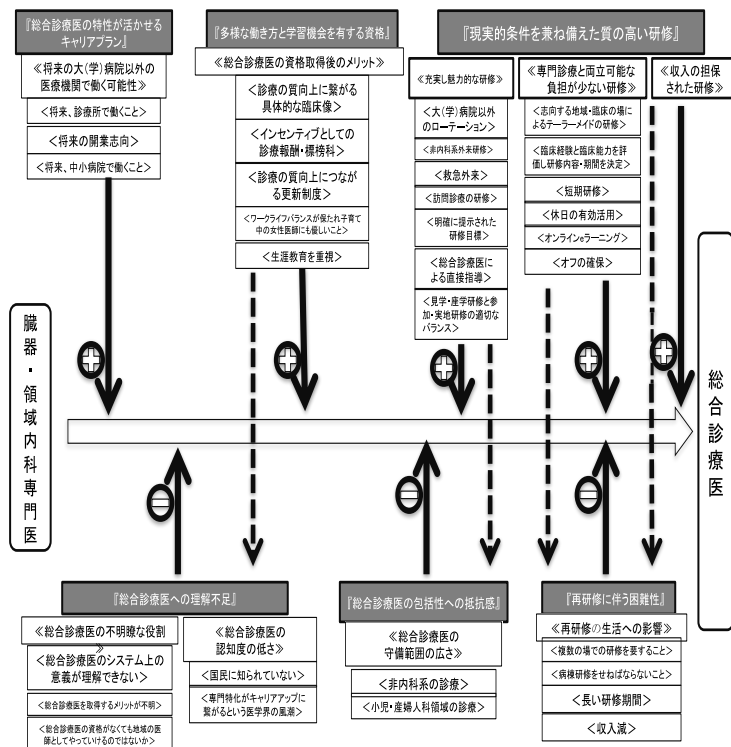 『総合診療医の特性が活かせる
キャリアプラン』
≪将来の大(学)病院以外の
医療機関で働く可能性≫
＜将来、診療所で働くこと＞
＜将来の開業志向＞
＜将来、中小病院で働くこと＞
『多様な働き方と学習機会を有する資格』
≪総合診療医の資格取得後のメリット≫
＜診療の質向上に繋がる
具体的な臨床像＞
＜インセンティブとしての
診療報酬・標榜科＞
＜診療の質向上につながる
更新制度＞
＜ワークライフバランスが保たれ子育て
中の女性医師にも優しいこと＞
＜生涯教育を重視＞
『現実的条件を兼ね備えた質の高い研修』
≪充実し魅力的な研修≫
＜大(学)病院以外
のローテーション＞
＜非内科系外来研修＞
＜救急外来＞
＜訪問診療の研修＞
＜明確に提示された
研修目標＞
＜総合診療医に
よる直接指導＞
＜見学・座学研修と参
加・実地研修の適切な
バランス＞
≪専門診療と両立可能な
負担が少ない研修≫
＜志向する地域・臨床の場に
よるテーラーメイドの研修＞
＜臨床経験と臨床能力を評
価し研修内容・期間を決定＞
＜短期研修＞
＜休日の有効活用＞
＜オンラインeラーニング＞
＜オフの確保＞
≪収入の担保
された研修≫
臓器・領域内科専門医
総合診療医
『総合診療医への理解不足』
≪総合診療医の不明瞭な役割≫
＜総合診療医のシステム上の
意義が理解できない＞
＜総合診療医を取得するメリットが不明＞
＜総合診療医の資格がなくても地域の医
師としてやっていけるのではないか＞
≪総合診療医の
認知度の低さ≫
＜国民に知られていない＞
＜専門特化がキャリアアップに
繋がるという医学界の風潮＞
『総合診療医の包括性への抵抗感』
≪総合診療医の
守備範囲の広さ≫
＜非内科系の診療＞
＜小児・産婦人科領域の診療＞
『再研修に伴う困難性』
≪再研修の生活への影響≫
＜複数の場での研修を要すること＞
＜病棟研修をせねばならないこと＞
＜長い研修期間＞
＜収入減＞